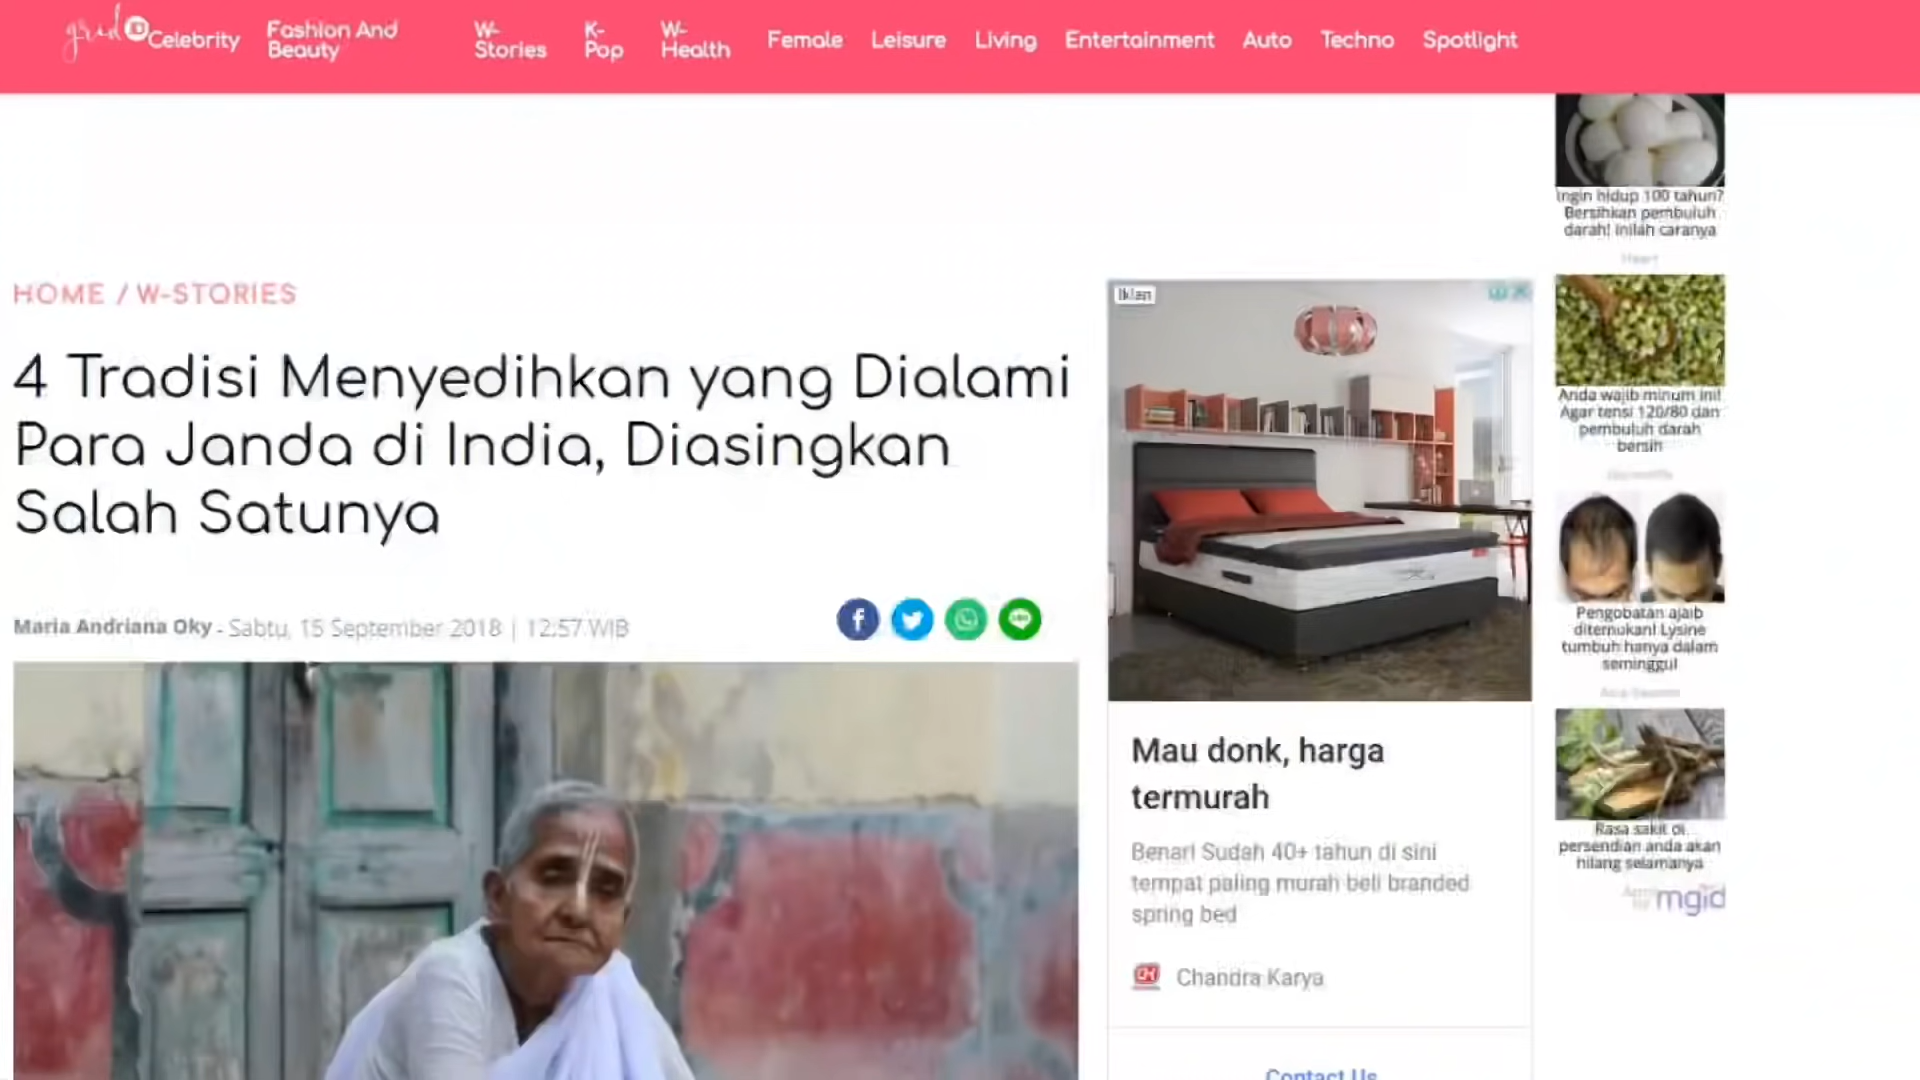 grid ID
Celebrity
Fashion And
Beauty
W-
Stories
K-
Pop
W-
Health
Female
Leisure
Living
Entertainment
Auto
Techno
Spotlight
HOME / W-STORIES
4 Tradisi Menyedihkan yang Dialami
Para Janda di India, Diasingkan
Salah Satunya
Maria Andriana Oky - Sabtu, 15 September 2018 | 12:57 WIB
Iklan
Mau donk, harga
termurah
Benar! Sudah 40+ tahun di sini
tempat paling murah beli branded
spring bed
Chandra Karya
Contact Us
Ingin hidup 100 tahun?
Bersihkan pembuluh
darah! Inilah caranya
Heart
Anda wajib minum ini!
Agar tensi 120/80 dan
pembuluh darah
bersih
Pengobatan ajaib
ditemukan! Lysine
tumbuh hanya dalam
seminggu!
Rasa sakit di
persendian anda akan
hilang selamanya
mgid